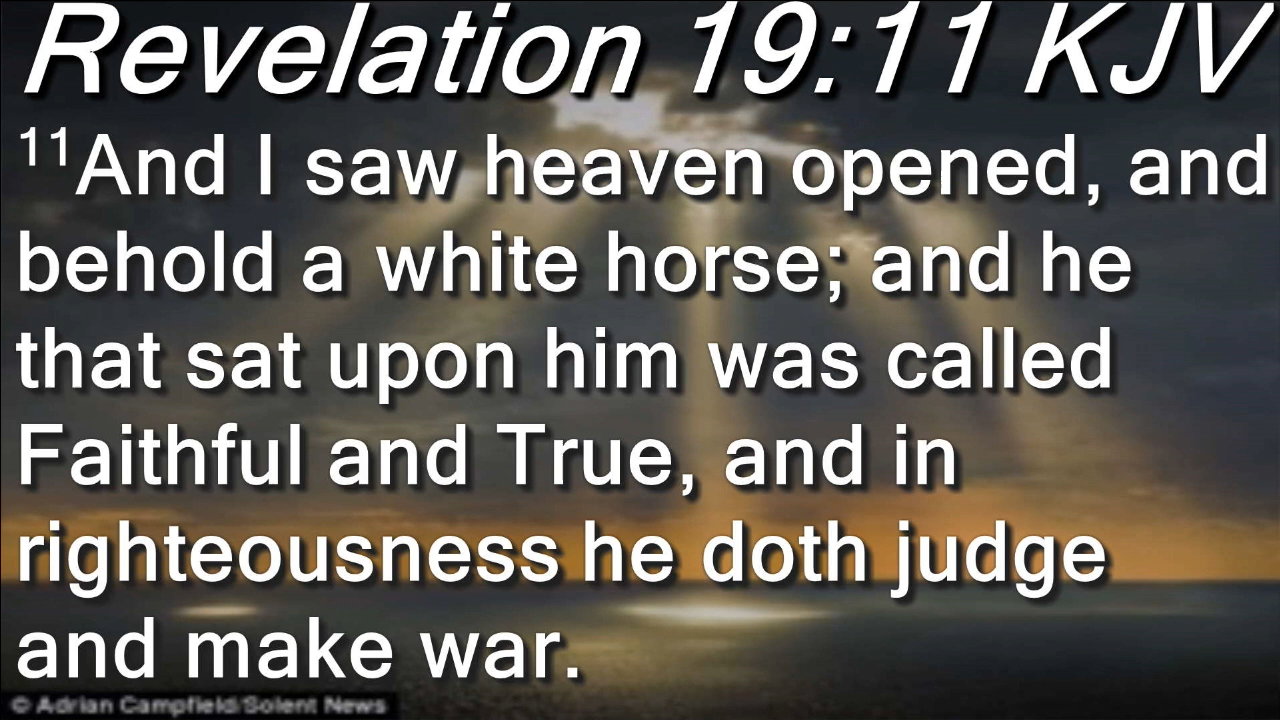 Revelation 19:11 KJV
11And I saw heaven opened, and
behold a white horse; and he
that sat upon him was called
Faithful and True, and in
righteousness he doth judge
and make war.
© Adrian Campfield/Solent News